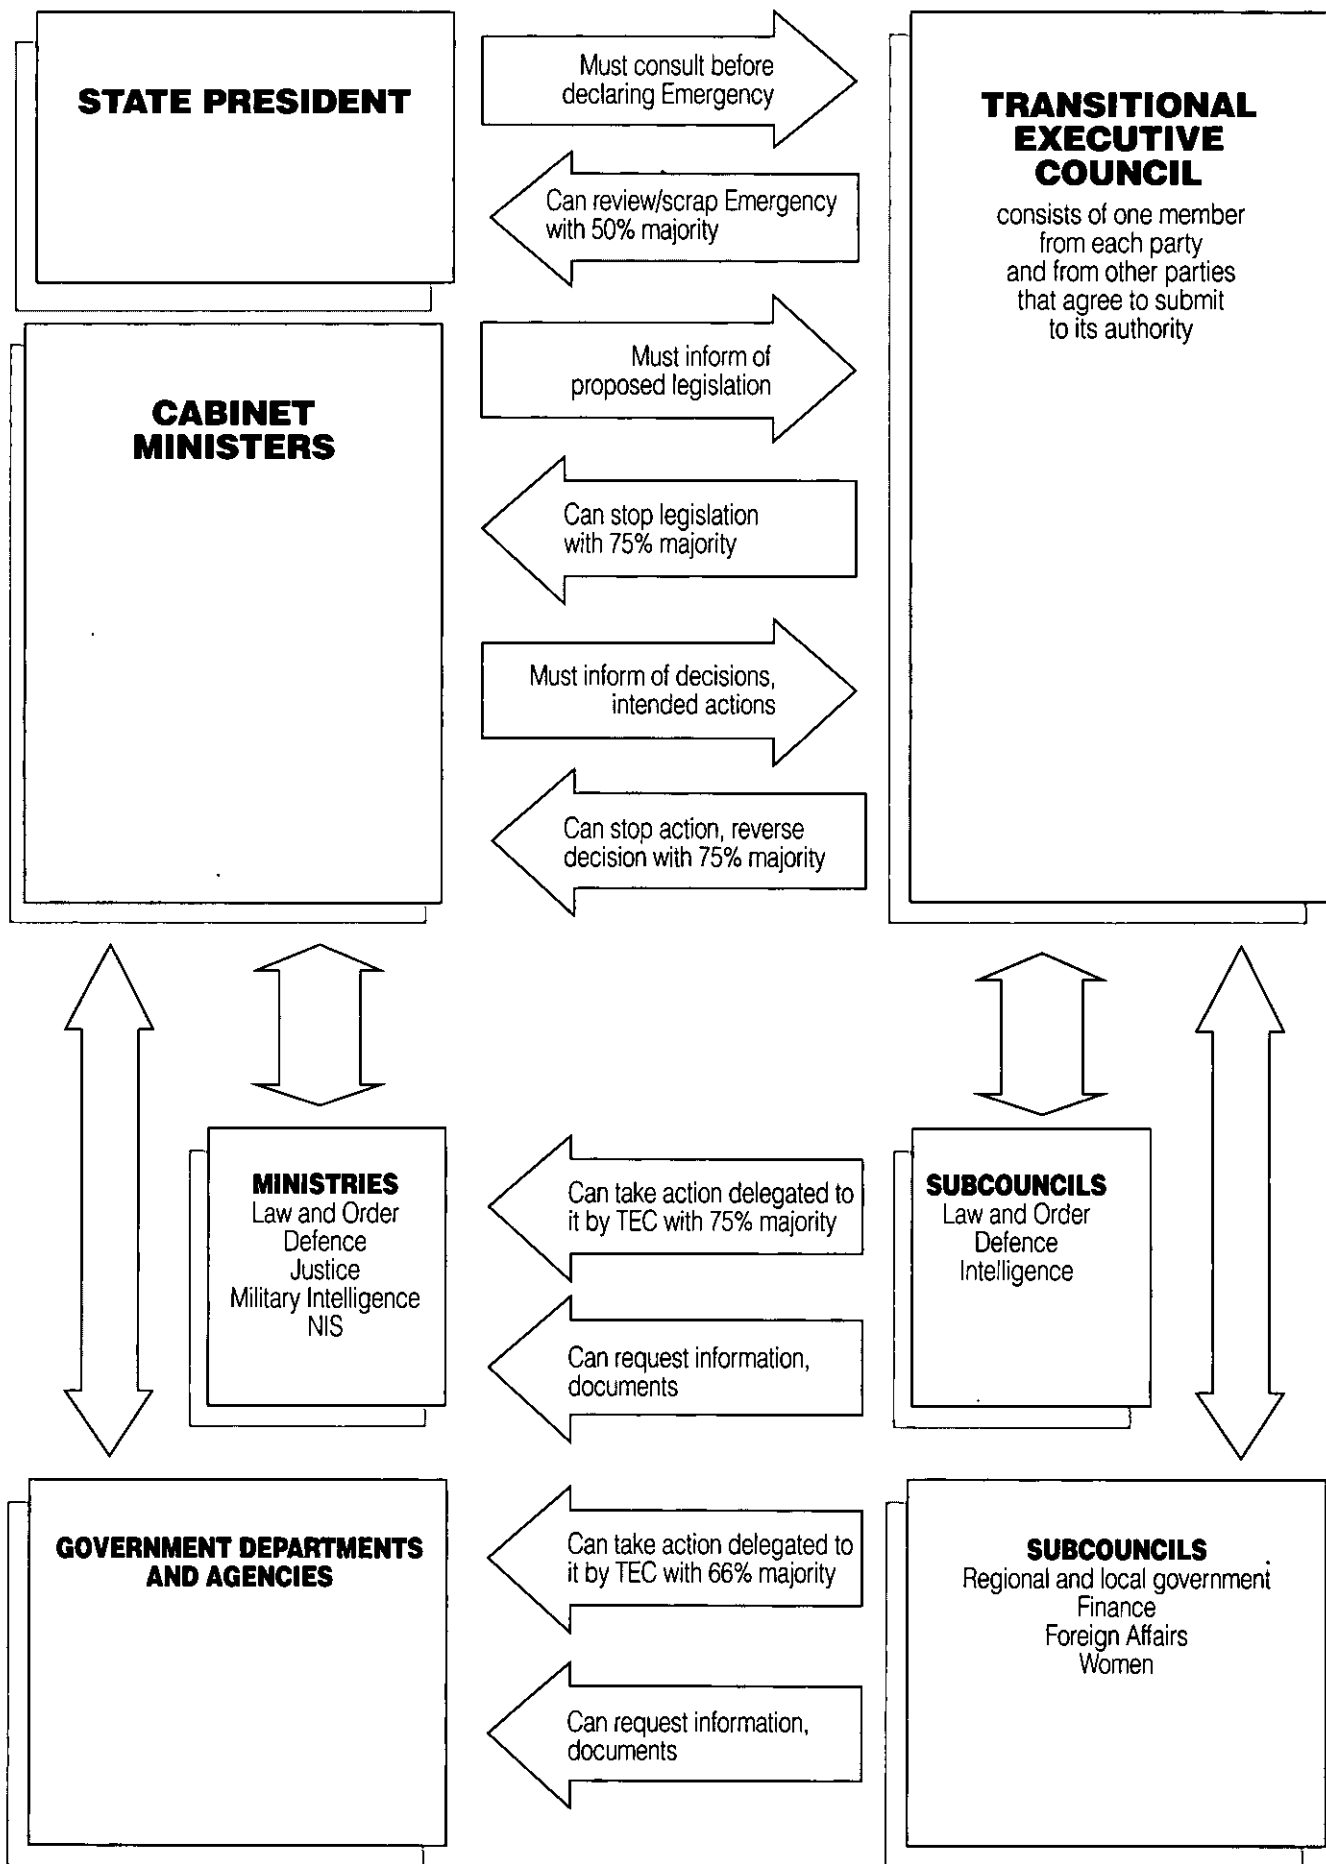 STATE PRESIDENT
Must consult before
declaring Emergency
Can review/scrap Emergency
with 50% majority
TRANSITIONAL
EXECUTIVE
COUNCIL
consists of one member
from each party
and from other parties
that agree to submit
to its authority
CABINET
MINISTERS
Must inform of
proposed legislation
Can stop legislation
with 75% majority
Must inform of decisions,
intended actions
Can stop action, reverse
decision with 75% majority
MINISTRIES
Law and Order
Defence
Justice
Military Intelligence
NIS
Can take action delegated to
it by TEC with 75% majority
Can request information,
documents
SUBCOUNCILS
Law and Order
Defence
Intelligence
GOVERNMENT DEPARTMENTS
AND AGENCIES
Can take action delegated to
it by TEC with 66% majority
Can request information,
documents
SUBCOUNCILS
Regional and local government
Finance
Foreign Affairs
Women